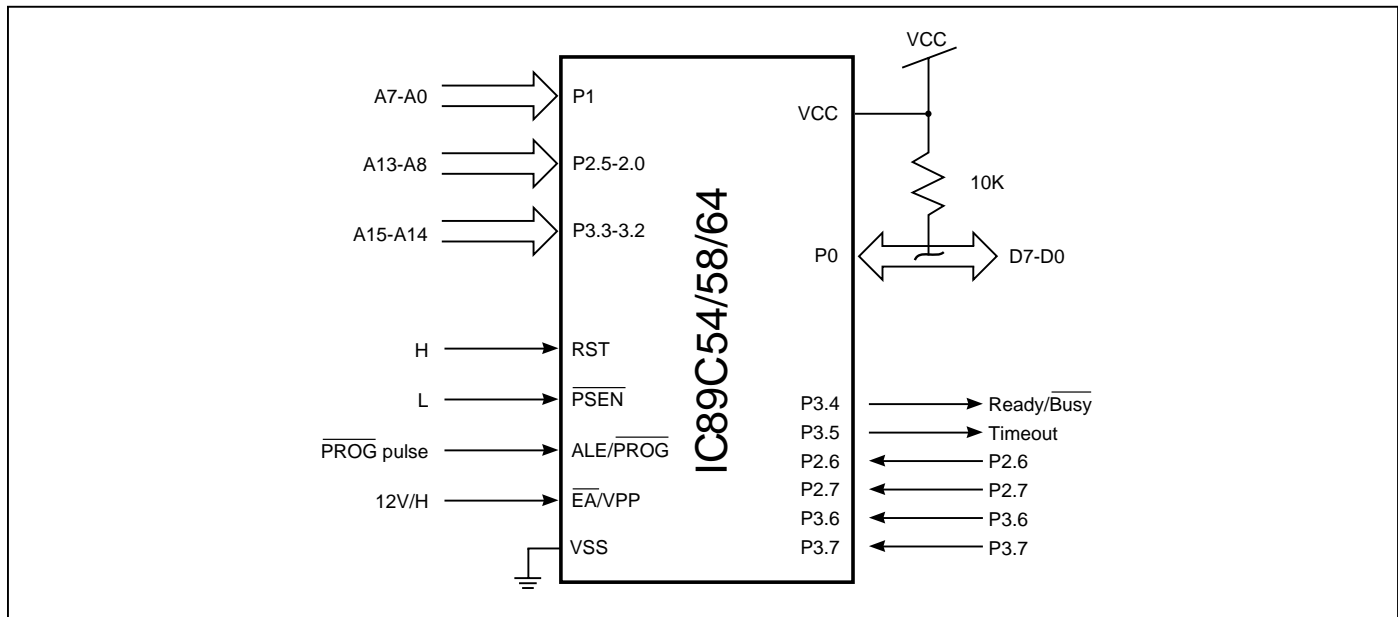 VCC
A7-A0
P1
VCC
A13-A8
P2.5-2.0
10K
A15-A14
P3.3-3.2
P0
D7-D0
IC89C54/58/64
H
RST
L
PSEN
P3.4
Ready/Busy
P3.5
Timeout
PROG pulse
ALE/PROG
P2.6
P2.6
P2.7
P2.7
12V/H
EA/VPP
P3.6
P3.6
VSS
P3.7
P3.7